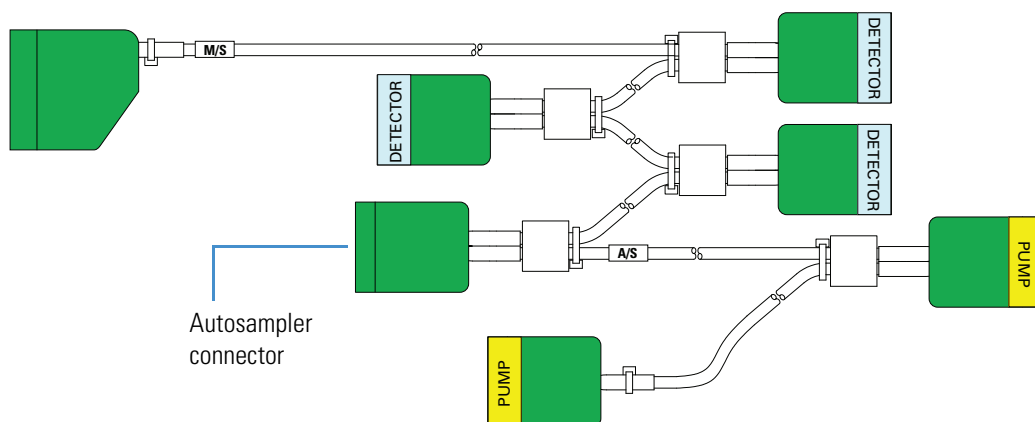 M/S
DETECTOR
DETECTOR
DETECTOR
A/S
PUMP
Autosampler
connector
PUMP